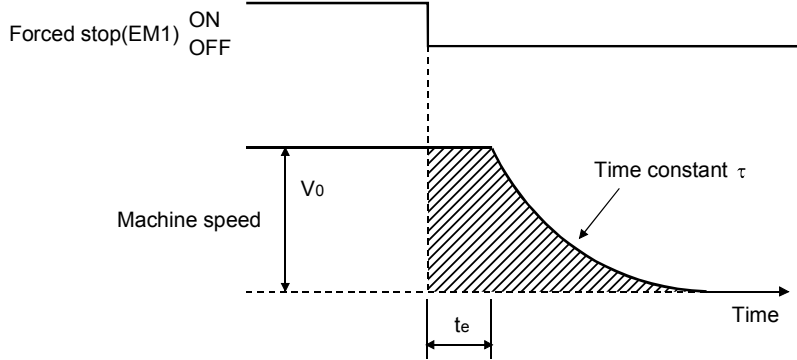 Forced stop(EM1)
ON
OFF
V0
Time constant τ
Machine speed
Time
te